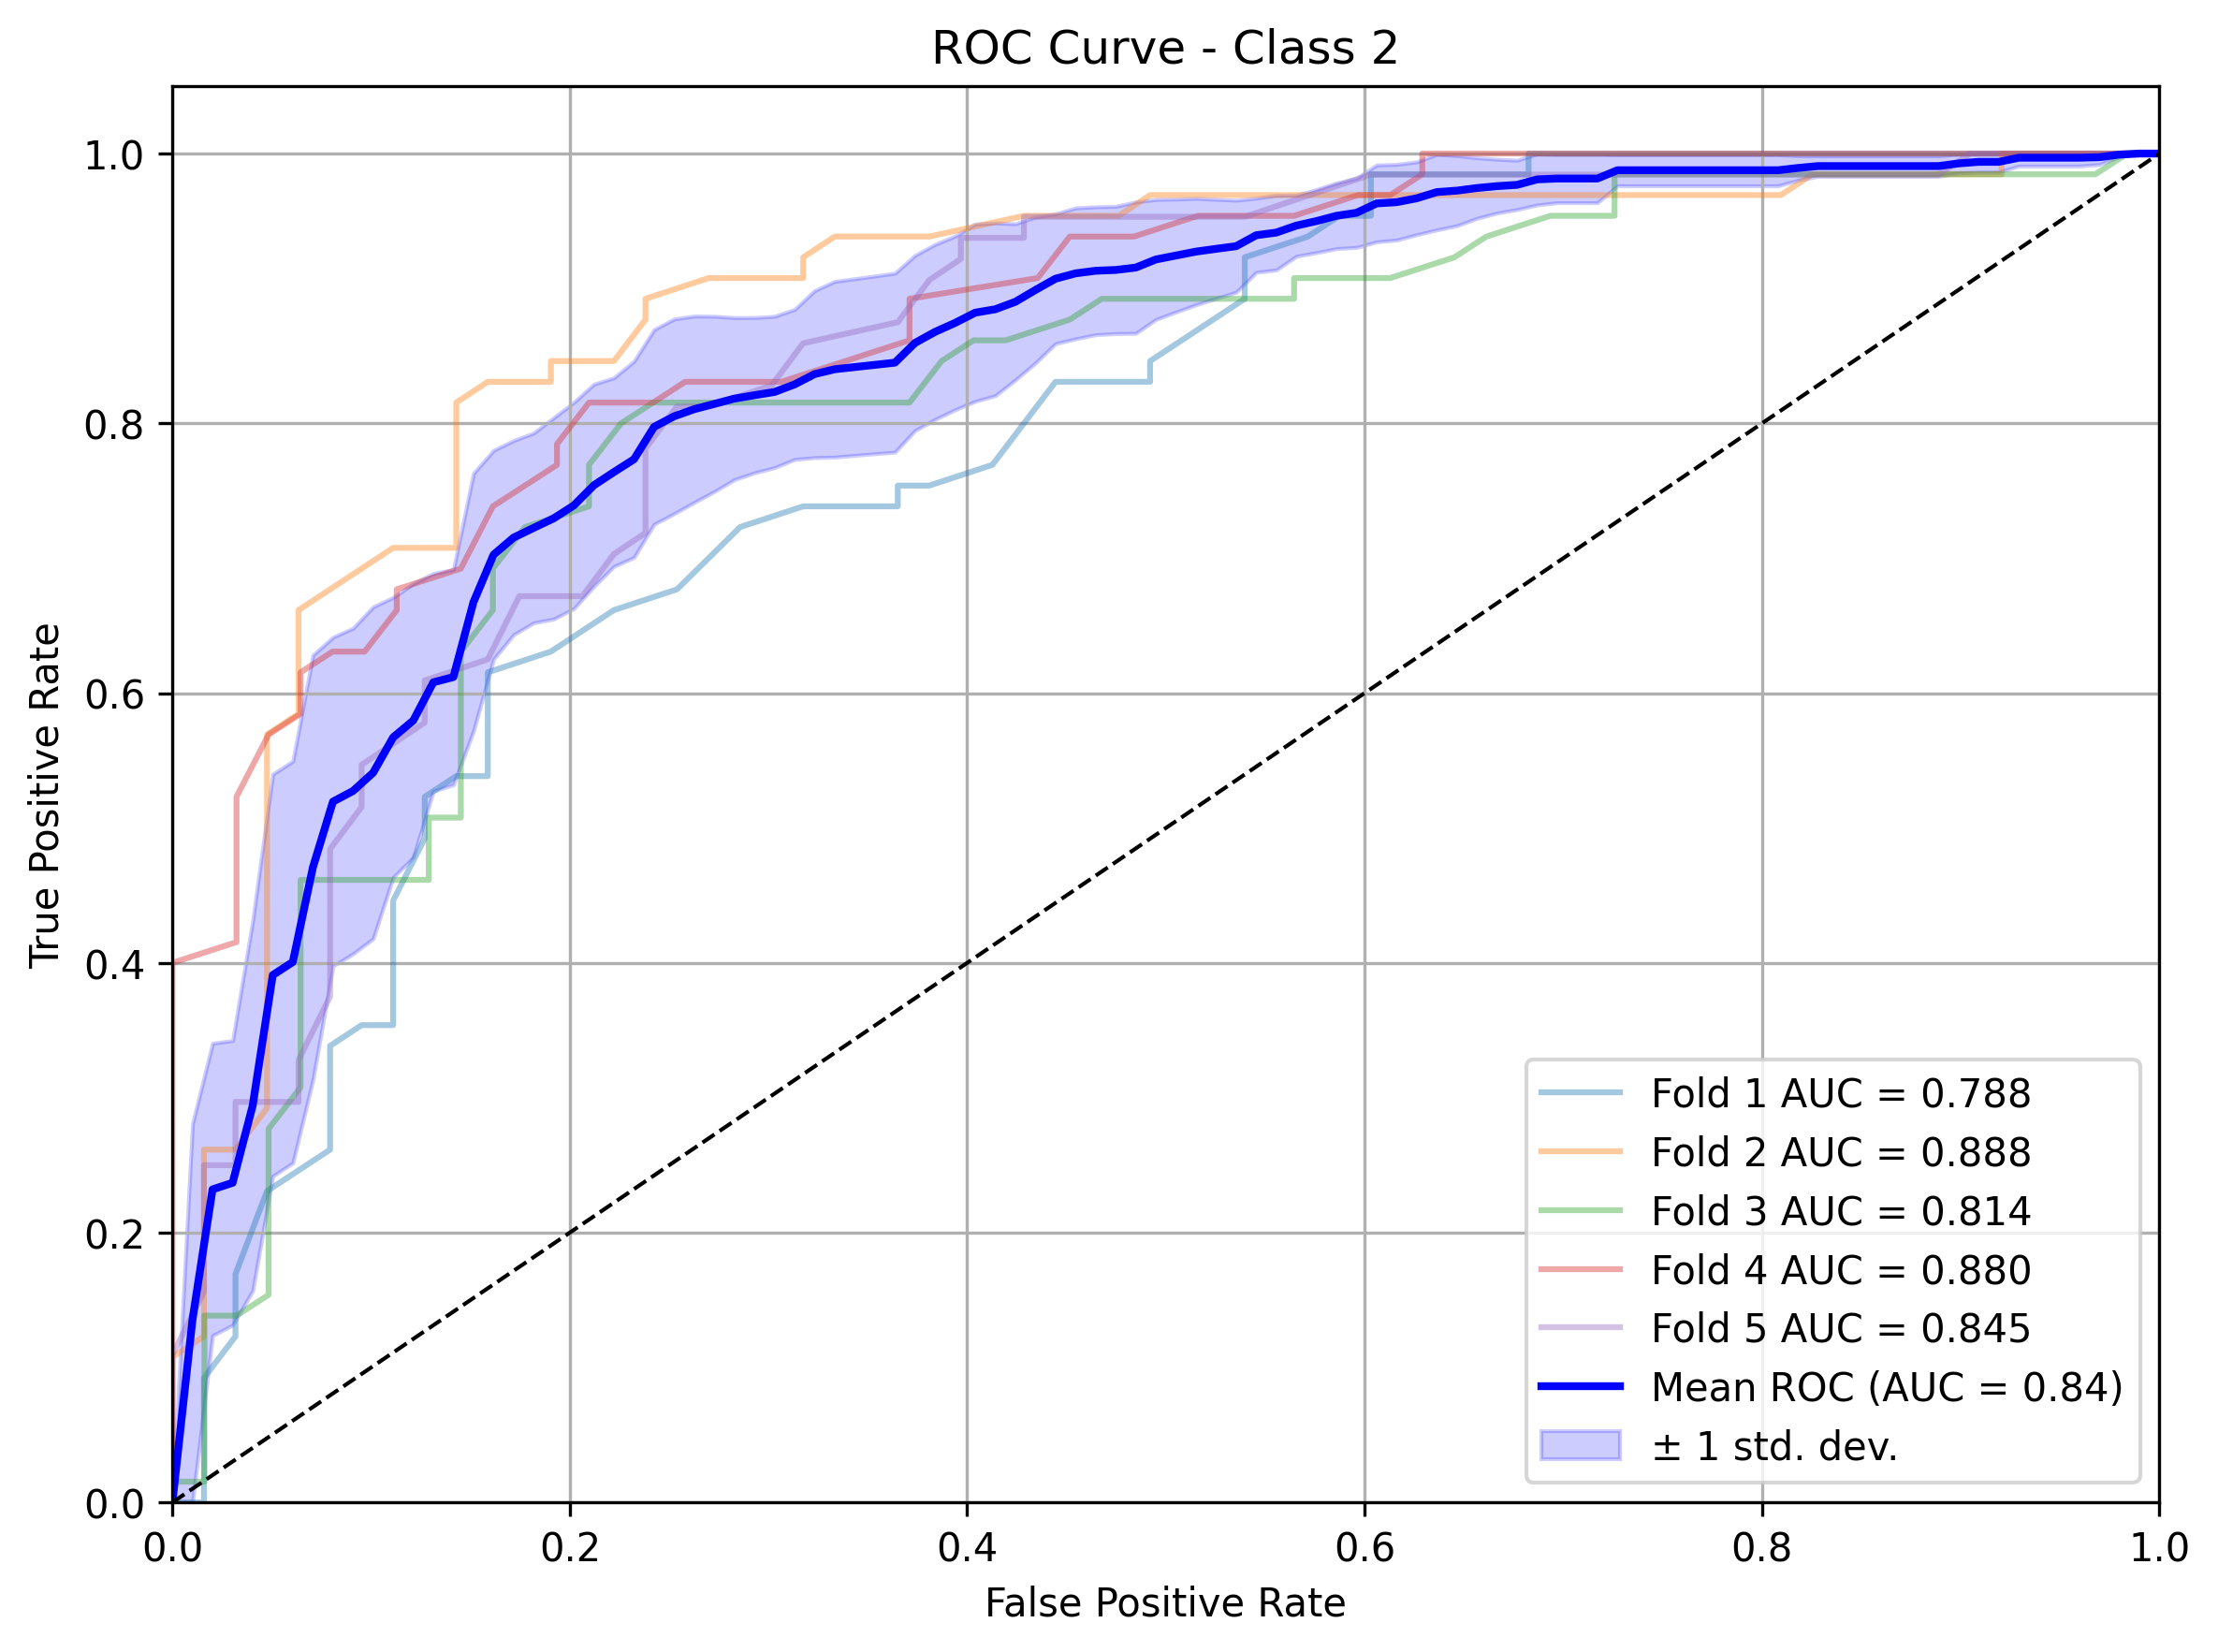 ROC Curve - Class 2
1.0
0.8
0.6
0.4
0.2
0.0
True Positive Rate
Fold 1 AUC = 0.788
Fold 2 AUC = 0.888
Fold 3 AUC = 0.814
Fold 4 AUC = 0.880
Fold 5 AUC = 0.845
Mean ROC (AUC = 0.84)
± 1 std. dev.
0.0 0.2 0.4 0.6 0.8 1.0
False Positive Rate